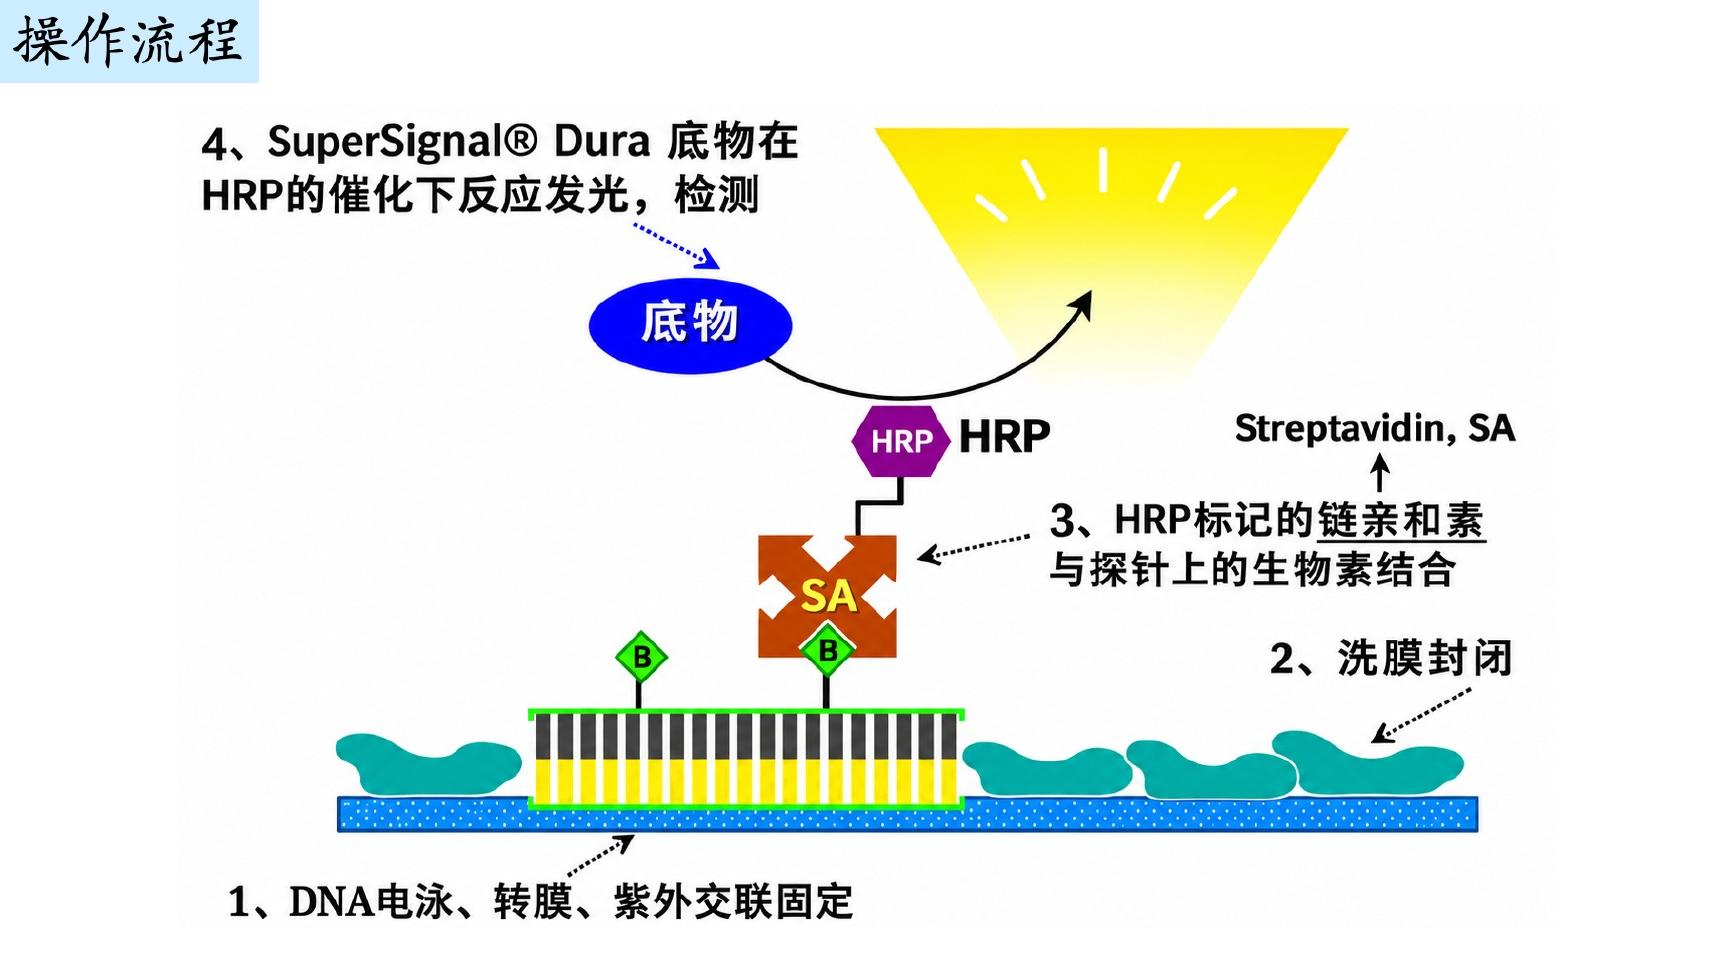 操作流程
4、SuperSignal® Dura 底物在
HRP的催化下反应发光，检测
底物
HRP
HRP
Streptavidin, SA
3、HRP标记的链亲和素
与探针上的生物素结合
SA
B
B
2、洗膜封闭
1、DNA电泳、转膜、紫外交联固定